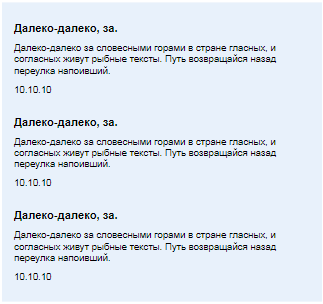 Далеко-далеко, за.
Далеко-далеко за словесными горами в стране гласных, и
согласных живут рыбные тексты. Путь возвращайся назад
переулка напоивший.
10.10.10
Далеко-далеко, за.
Далеко-далеко за словесными горами в стране гласных, и
согласных живут рыбные тексты. Путь возвращайся назад
переулка напоивший.
10.10.10
Далеко-далеко, за.
Далеко-далеко за словесными горами в стране гласных, и
согласных живут рыбные тексты. Путь возвращайся назад
переулка напоивший.
10.10.10